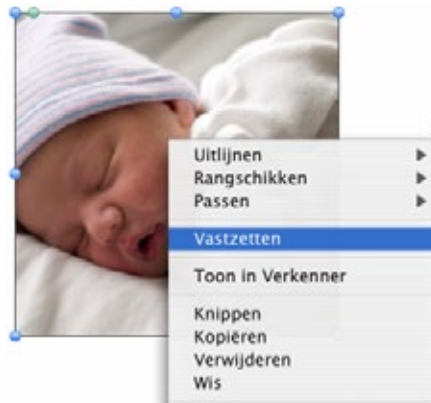 Uitlijnen
Rangschikken
Passen
Vastzetten
Toon in Verkenner
Knippen
Kopiëren
Verwijderen
Wis